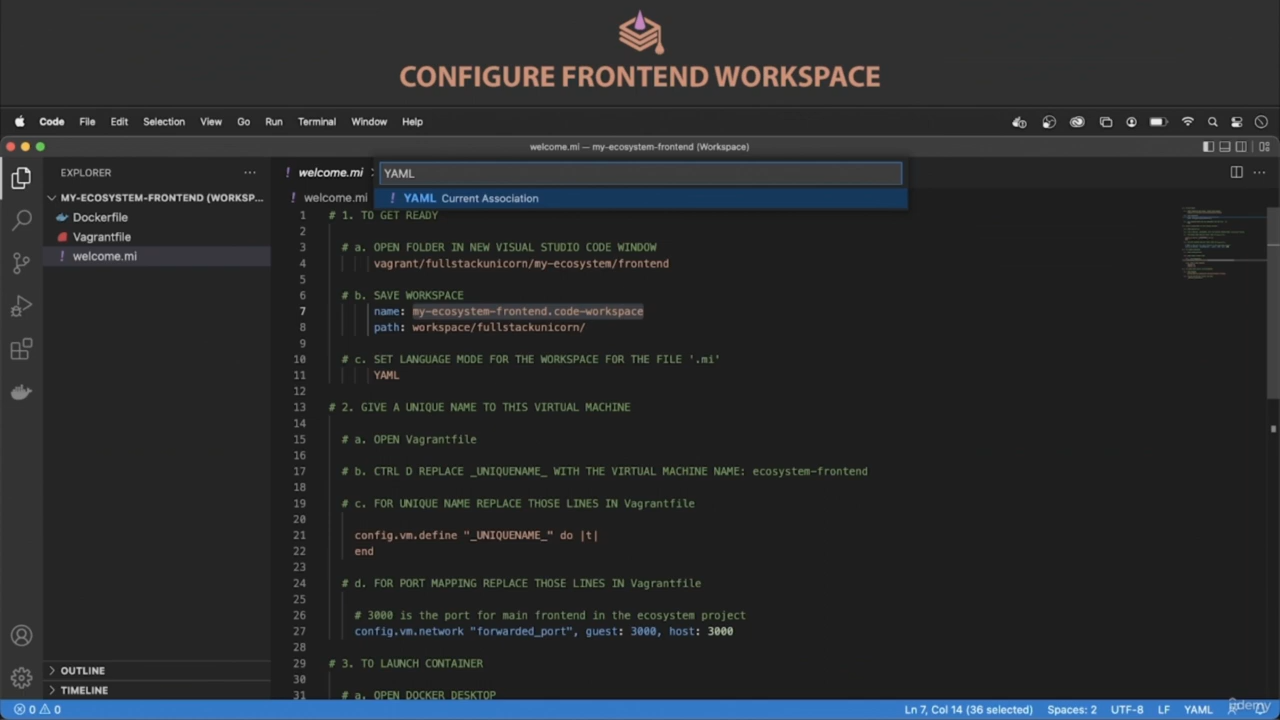 CONFIGURE FRONTEND WORKSPACE
Code File Edit Selection View Go Run Terminal Window Help
welcome.mi — my-ecosystem-frontend (Workspace)
EXPLORER
MY-ECOSYSTEM-FRONTEND (WORKSP...
Dockerfile
Vagrantfile
! welcome.mi
OUTLINE
TIMELINE
! welcome.mi
YAML
! YAML Current Association
! welcome.mi
1 # 1. TO GET READY
2
3 # a. OPEN FOLDER IN NEW VISUAL STUDIO CODE WINDOW
4 vagrant/fullstackunicorn/my-ecosystem/frontend
5
6 # b. SAVE WORKSPACE
7 name: my-ecosystem-frontend.code-workspace
8 path: workspace/fullstackunicorn/
9
10 # c. SET LANGUAGE MODE FOR THE WORKSPACE FOR THE FILE '.mi'
11 YAML
12
13 # 2. GIVE A UNIQUE NAME TO THIS VIRTUAL MACHINE
14
15 # a. OPEN Vagrantfile
16
17 # b. CTRL D REPLACE _UNIQUENAME_ WITH THE VIRTUAL MACHINE NAME: ecosystem-frontend
18
19 # c. FOR UNIQUE NAME REPLACE THOSE LINES IN Vagrantfile
20
21 config.vm.define "_UNIQUENAME_" do |t|
22 end
23
24 # d. FOR PORT MAPPING REPLACE THOSE LINES IN Vagrantfile
25
26 # 3000 is the port for main frontend in the ecosystem project
27 config.vm.network "forwarded_port", guest: 3000, host: 3000
28
29 # 3. TO LAUNCH CONTAINER
30
31 # a. OPEN DOCKER DESKTOP
0 0 Ln 7, Col 14 (36 selected) Spaces: 2 UTF-8 LF YAML
udemy